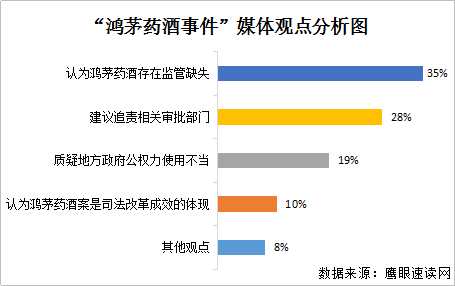 “鸿茅药酒事件”媒体观点分析图
认为鸿茅药酒存在监管缺失 35%
建议追责相关审批部门 28%
质疑地方政府公权力使用不当 19%
认为鸿茅药酒案是司法改革成效的体现 10%
其他观点 8%
数据来源：鹰眼速读网